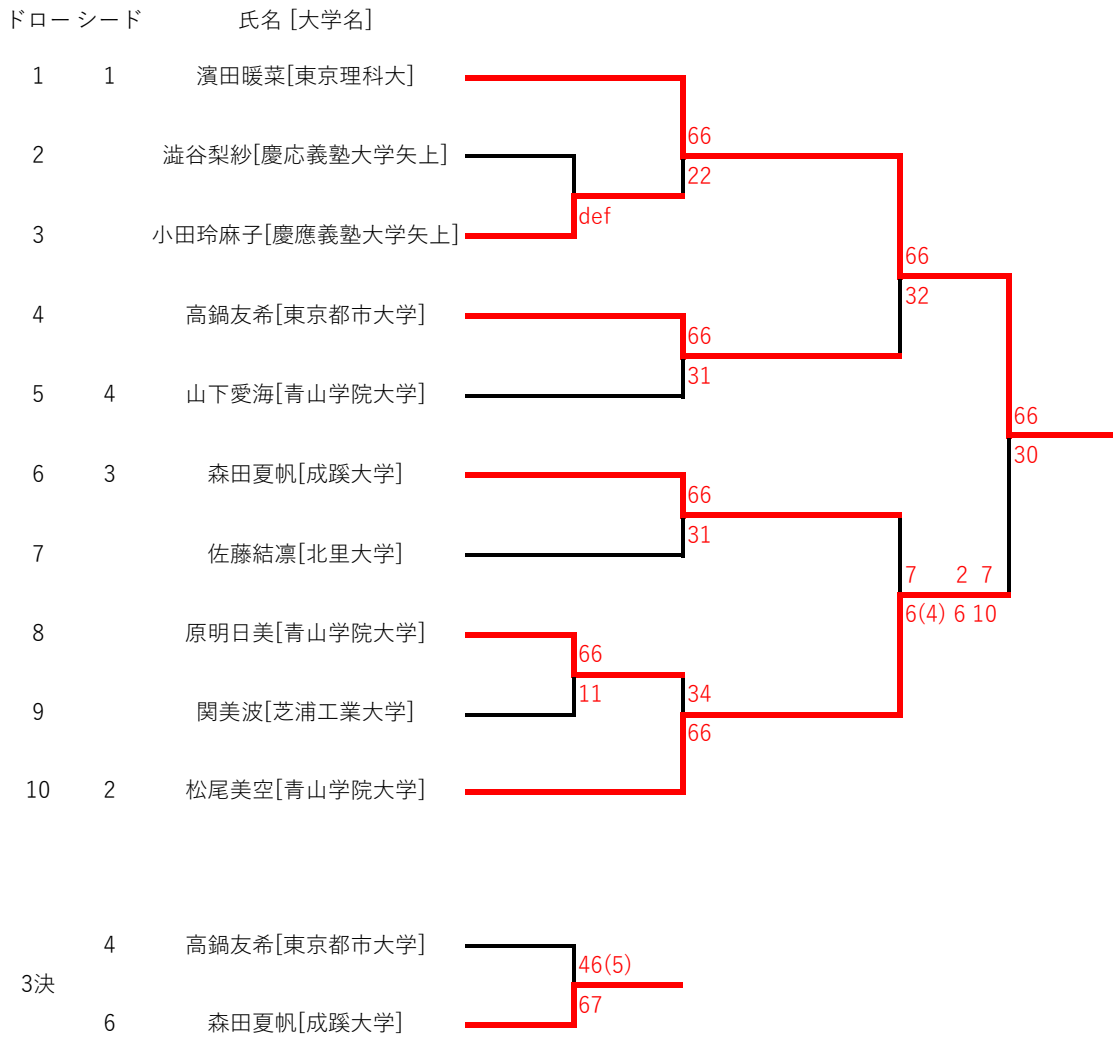 ドロー シード 氏名 [大学名]
1 1 濱田暖菜[東京理科大]
66
2 澁谷梨紗[慶応義塾大学矢上]
22
def
3 小田玲麻子[慶應義塾大学矢上]
66
32
4 高鍋友希[東京都市大学]
66
31
5 4 山下愛海[青山学院大学]
66
30
6 3 森田夏帆[成蹊大学]
66
31
7 佐藤結凛[北里大学]
7 2 7
6(4) 6 10
8 原明日美[青山学院大学]
66
11
34
9 関美波[芝浦工業大学]
66
10 2 松尾美空[青山学院大学]
4 高鍋友希[東京都市大学]
46(5)
3決
67
6 森田夏帆[成蹊大学]